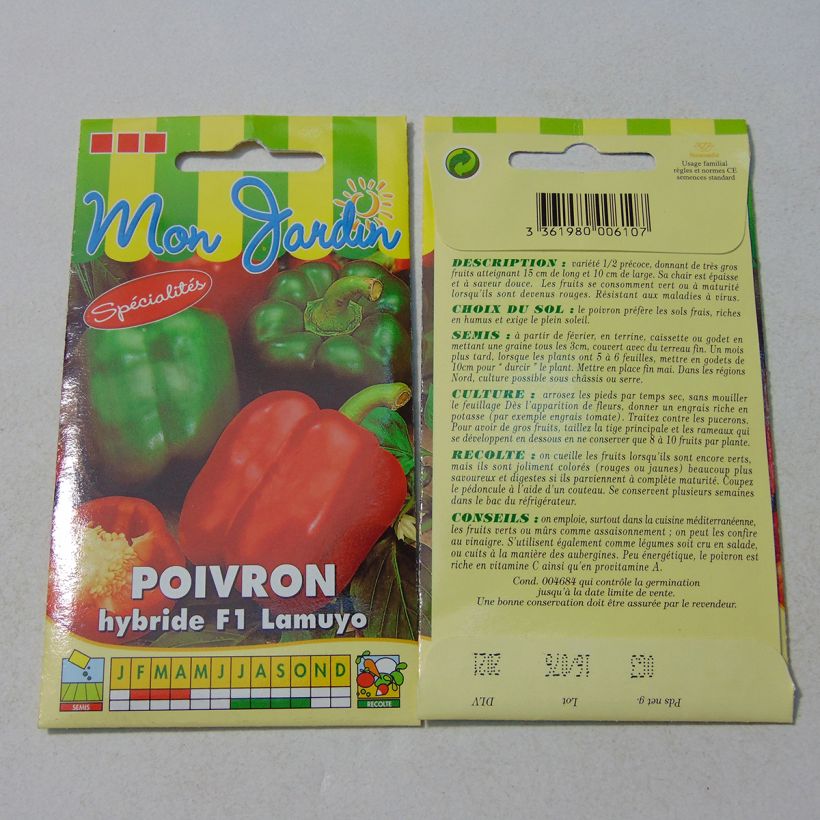 Mon Jardin
Spécialités
POIVRON
hybride F1 Lamuyo
J F M A M J J A S O N D
SEMIS
RECOLTE
Usage familial
règles et normes CE
semences standard
3 361980 006107
DESCRIPTION : variété 1/2 précoce, donnant de très gros
fruits atteignant 15 cm de long et 10 cm de large. Sa chair est épaisse
et à saveur douce. Les fruits se consomment vert ou à maturité
lorsqu'ils sont devenus rouges. Résistant aux maladies à virus.
CHOIX DU SOL : le poivron préfère les sols frais, riches
en humus et exige le plein soleil.
SEMIS : à partir de février, en terrine, caissette ou godet en
mettant une graine tous les 3cm, couvert avec du terreau fin. Un mois
plus tard, lorsque les plants ont 5 à 6 feuilles, mettre en godets de
10cm pour " durcir " le plant. Mettre en place fin mai. Dans les régions
Nord, culture possible sous châssis ou serre.
CULTURE : arrosez les pieds par temps sec, sans mouiller
le feuillage Dès l'apparition de fleurs, donner un engrais riche en
potasse (par exemple engrais tomate). Traitez contre les pucerons.
Pour avoir de gros fruits, taillez la tige principale et les rameaux qui
se développent en dessous en ne conserver que 8 à 10 fruits par plante.
RECOLTE : on cueille les fruits lorsqu'ils sont encore verts,
mais ils sont joliment colorés (rouges ou jaunes) beaucoup plus
savoureux et digestes si ils parviennent à complète maturité. Coupez
le pédoncule à l'aide d'un couteau. Se conservent plusieurs semaines
dans le bac du réfrigérateur.
CONSEILS : on emploie, surtout dans la cuisine méditerranéenne,
les fruits verts ou mûrs comme assaisonnement ; on peut les confire
au vinaigre. S'utilisent également comme légumes soit cru en salade,
ou cuits à la manière des aubergines. Peu énergétique, le poivron est
riche en vitamine C ainsi qu'en provitamine A.
Cond. 004684 qui contrôle la germination
jusqu'à la date limite de vente.
Une bonne conservation doit être assurée par le revendeur.
Pds net g. Lot DLV
2021